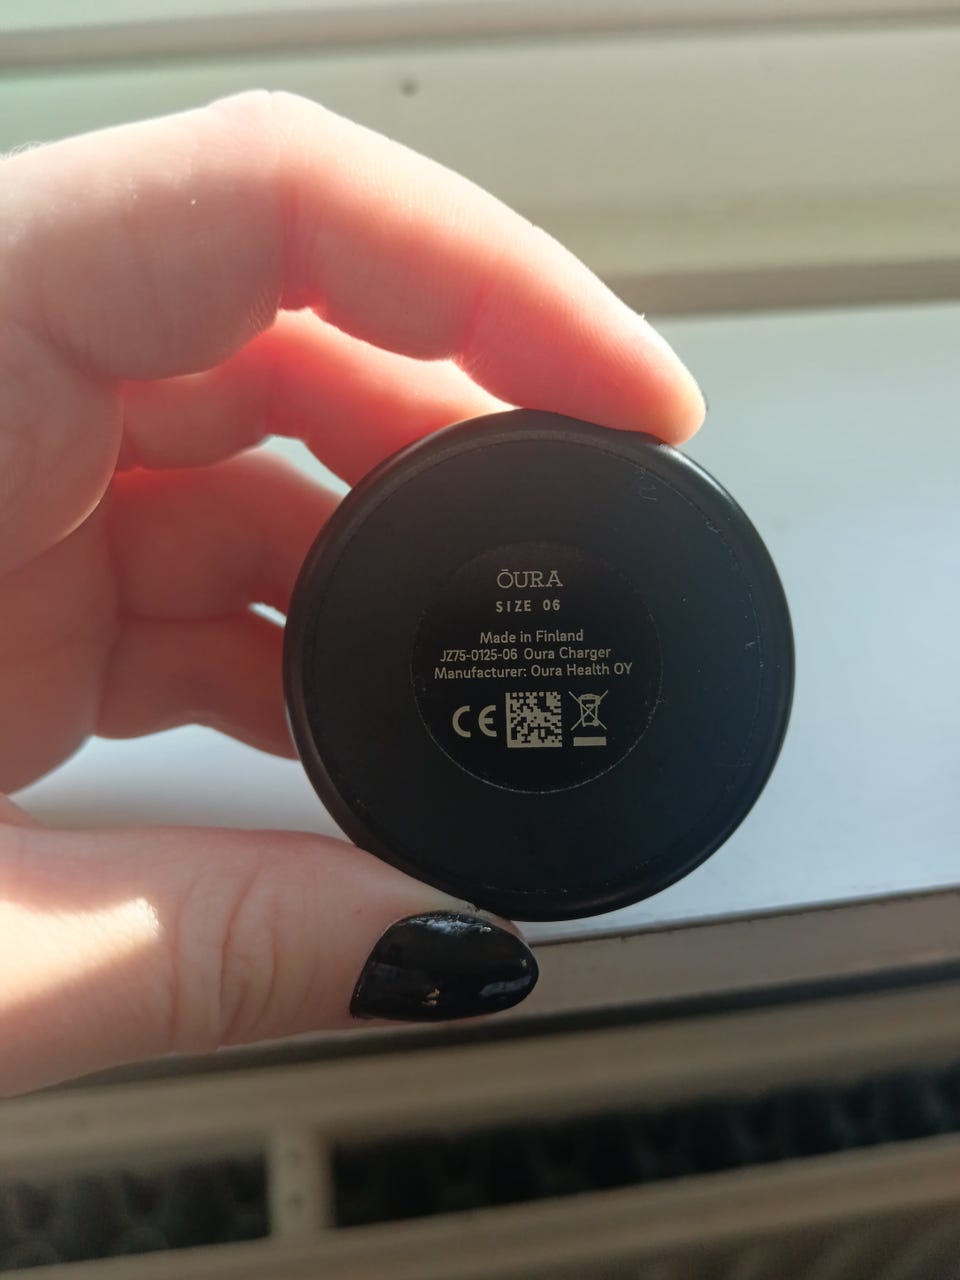 ŌURA
SIZE 06
Made in Finland
JZ75-0125-06 Oura Charger
Manufacturer: Oura Health OY
CE